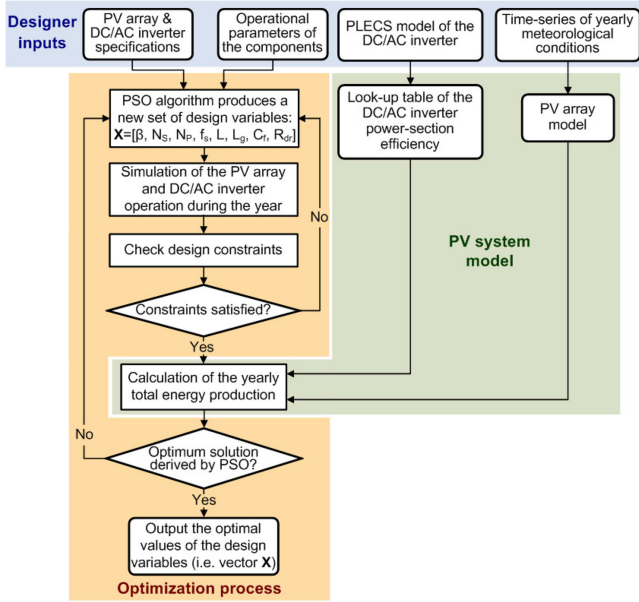 Designer
inputs
PV array &
DC/AC inverter
specifications
Operational
parameters
of the components
PLECS model of the
DC/AC inverter
Time-series of yearly
meteorological
conditions
PSO algorithm produces a
new set of design variables:
X=[β, NS, NP, fs, L, Lg, Cf, Rdr]
Look-up table of the
DC/AC inverter
power-section
efficiency
PV array
model
Simulation of the PV array
and DC/AC inverter
operation during the year
No
Check design constraints
PV system
model
Constraints satisfied?
Yes
Calculation of the yearly
total energy production
No
Optimum solution
derived by PSO?
Yes
Output the optimal
values of the design
variables (i.e. vector X)
Optimization process